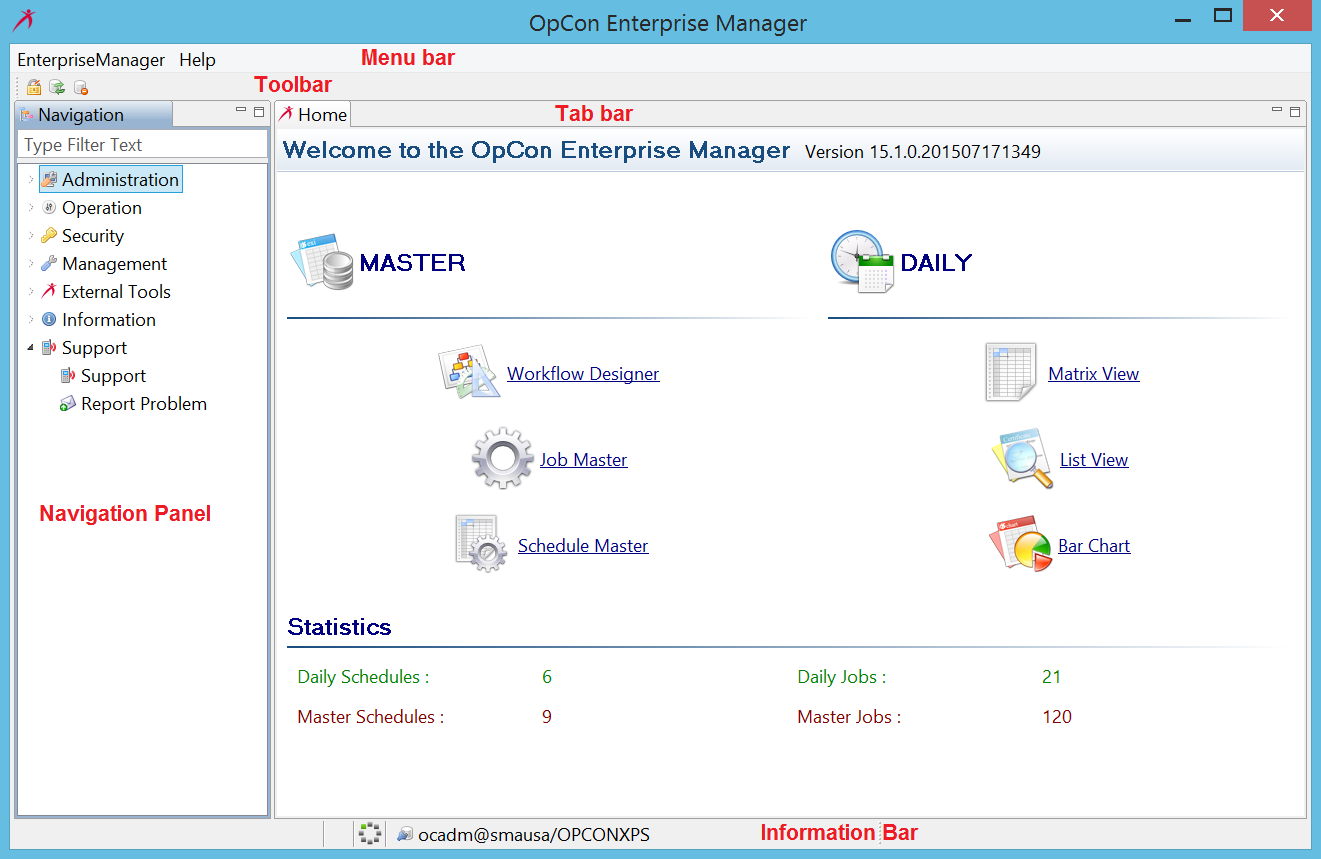 OpCon Enterprise Manager
EnterpriseManager Help Menu bar
Toolbar
Navigation
Home
Tab bar
Type Filter Text
Welcome to the OpCon Enterprise Manager Version 15.1.0.201507171349
Administration
Operation
Security
Management
External Tools
Information
Support
Support
Report Problem
Navigation Panel
MASTER
DAILY
Workflow Designer
Matrix View
Job Master
List View
Schedule Master
Bar Chart
Statistics
Daily Schedules : 6 Daily Jobs : 21
Master Schedules : 9 Master Jobs : 120
ocadm@smausa/OPCONXPS
Information Bar